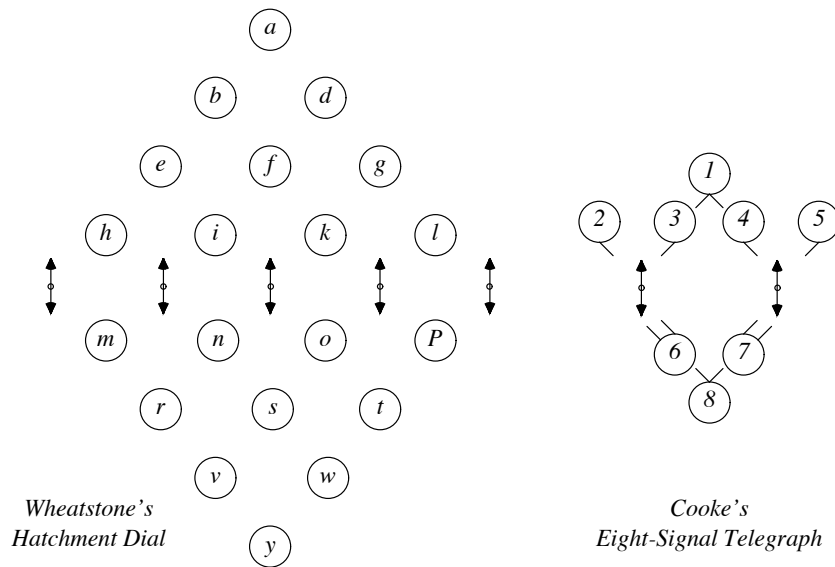 a
b d
e f g
h i k l
m n o P
r s t
v w
y
Wheatstone's
Hatchment Dial
1
2 3 4 5
6 7
8
Cooke's
Eight-Signal Telegraph